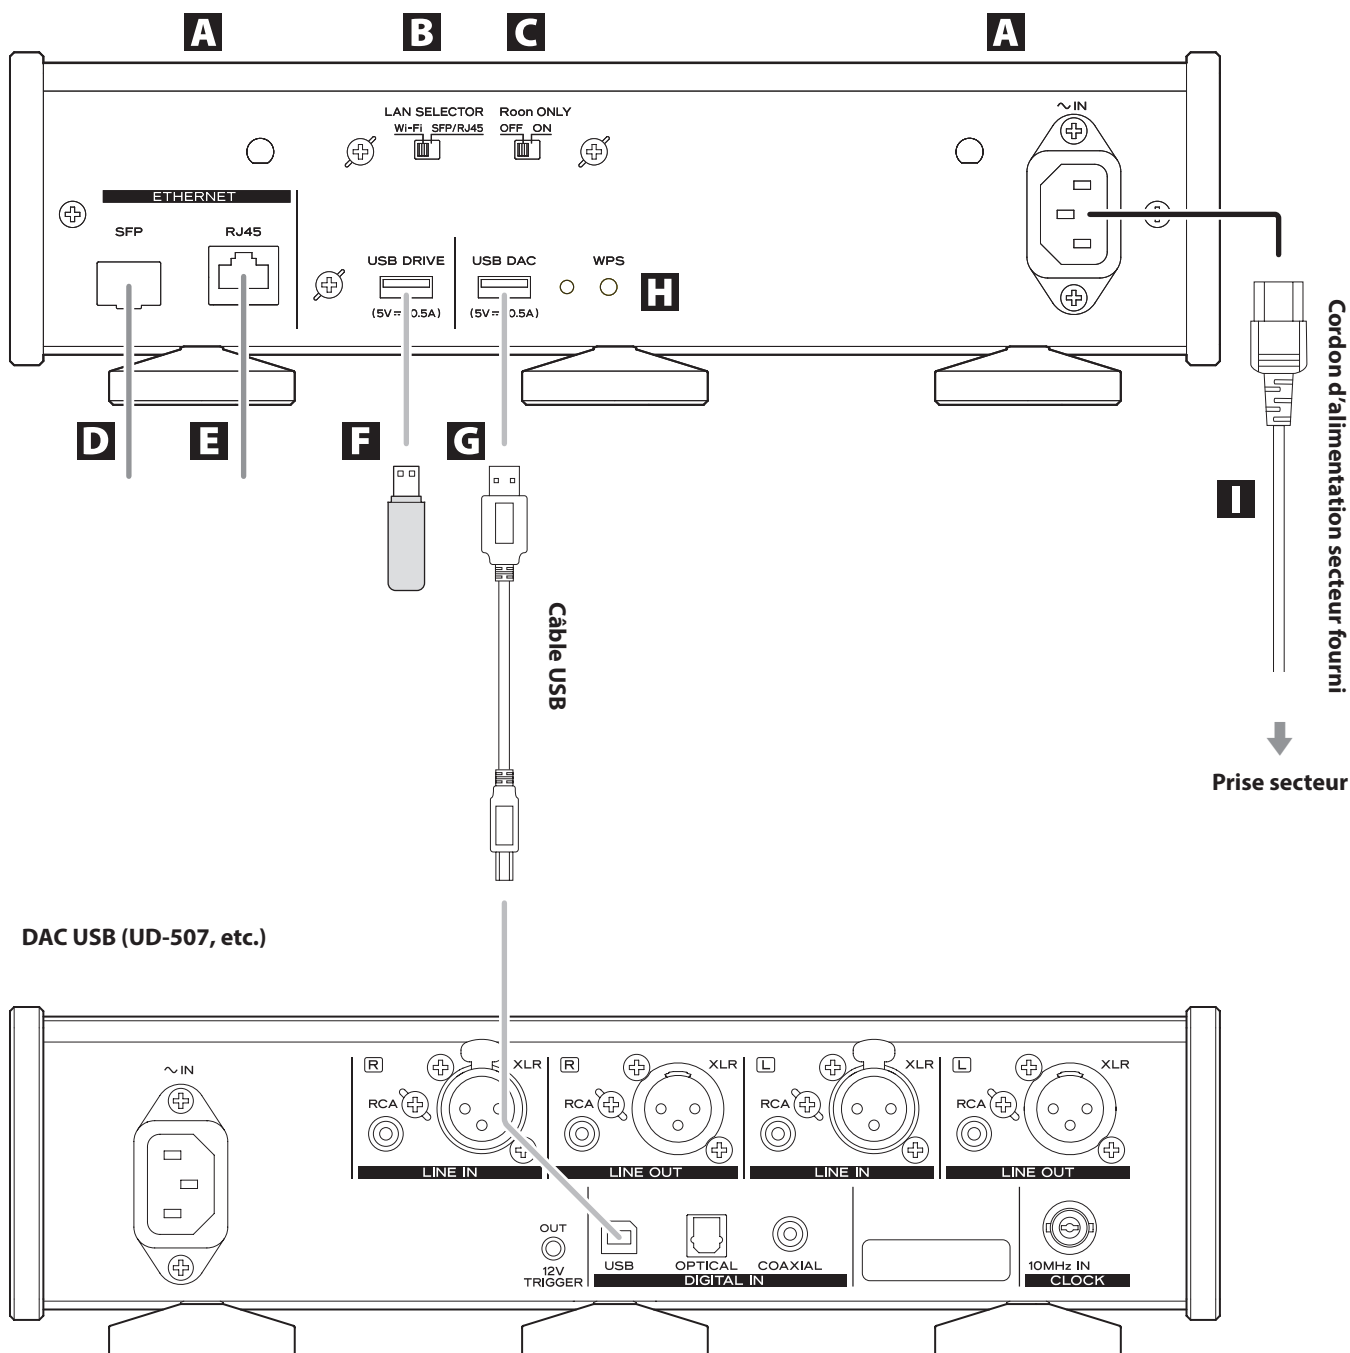 A
B
C
A
LAN SELECTOR
Wi-Fi SFP/RJ45
Roon ONLY
OFF ON
∼ IN
ETHERNET
SFP
RJ45
USB DRIVE
(5V⎓0.5A)
USB DAC
(5V⎓0.5A)
WPS
H
D
E
F
G
I
Câble USB
Cordon d'alimentation secteur fourni
Prise secteur
DAC USB (UD-507, etc.)
∼ IN
R
XLR
RCA
LINE IN
R
XLR
RCA
LINE OUT
L
XLR
RCA
LINE IN
L
XLR
RCA
LINE OUT
OUT
12V
TRIGGER
USB
OPTICAL
COAXIAL
DIGITAL IN
10MHz IN
CLOCK